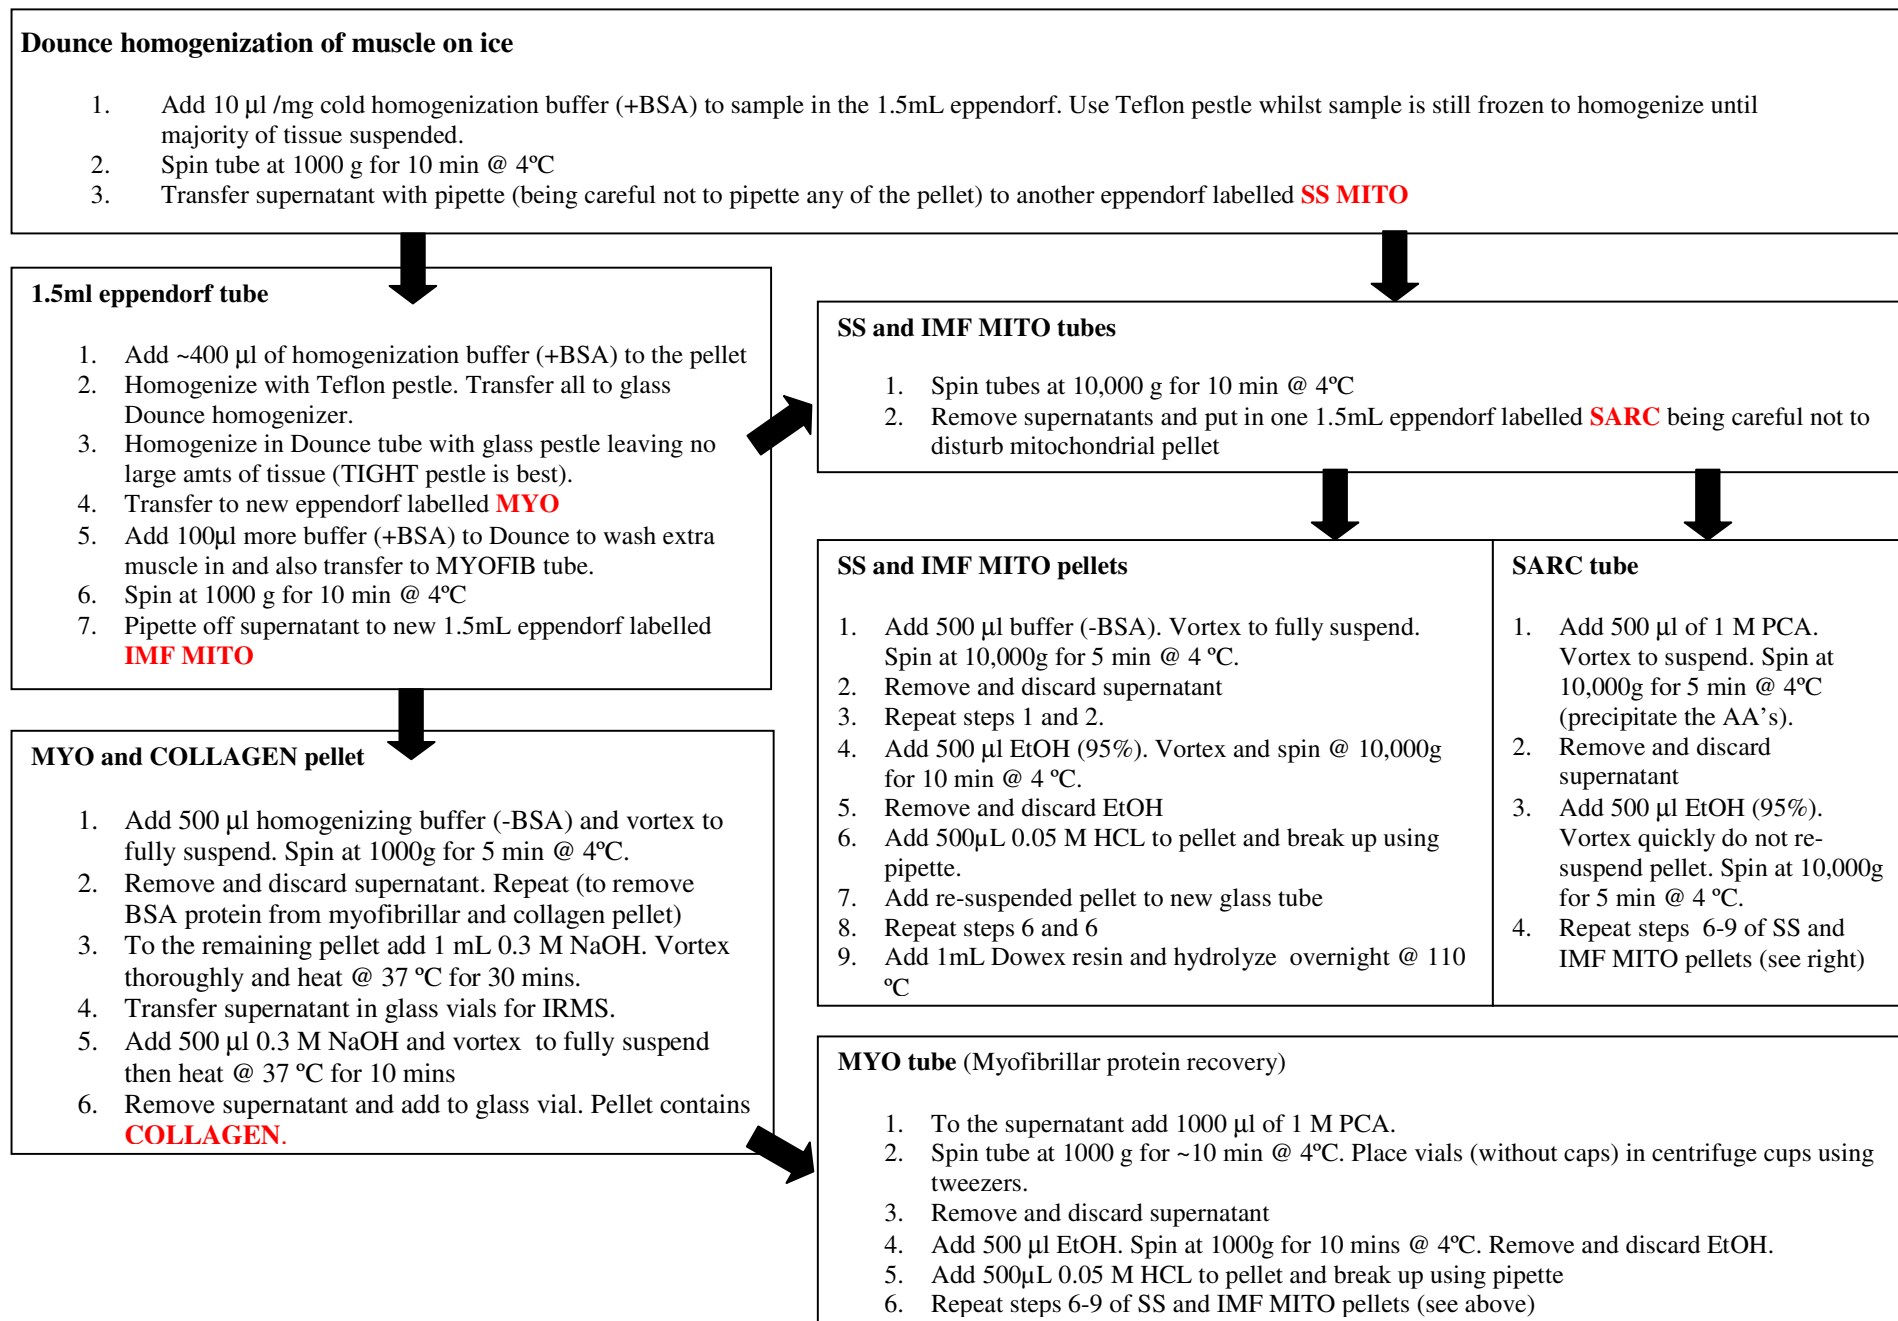 Dounce homogenization of muscle on ice
1. Add 10 µl /mg cold homogenization buffer (+BSA) to sample in the 1.5mL eppendorf. Use Teflon pestle whilst sample is still frozen to homogenize until
majority of tissue suspended.
2. Spin tube at 1000 g for 10 min @ 4ºC
3. Transfer supernatant with pipette (being careful not to pipette any of the pellet) to another eppendorf labelled SS MITO
1.5ml eppendorf tube
1. Add ~400 µl of homogenization buffer (+BSA) to the pellet
2. Homogenize with Teflon pestle. Transfer all to glass
Dounce homogenizer.
3. Homogenize in Dounce tube with glass pestle leaving no
large amts of tissue (TIGHT pestle is best).
4. Transfer to new eppendorf labelled MYO
5. Add 100µl more buffer (+BSA) to Dounce to wash extra
muscle in and also transfer to MYOFIB tube.
6. Spin at 1000 g for 10 min @ 4ºC
7. Pipette off supernatant to new 1.5mL eppendorf labelled
IMF MITO
SS and IMF MITO tubes
1. Spin tubes at 10,000 g for 10 min @ 4ºC
2. Remove supernatants and put in one 1.5mL eppendorf labelled SARC being careful not to
disturb mitochondrial pellet
SS and IMF MITO pellets
1. Add 500 µl buffer (-BSA). Vortex to fully suspend.
Spin at 10,000g for 5 min @ 4 ºC.
2. Remove and discard supernatant
3. Repeat steps 1 and 2.
4. Add 500 µl EtOH (95%). Vortex and spin @ 10,000g
for 10 min @ 4 ºC.
5. Remove and discard EtOH
6. Add 500µL 0.05 M HCL to pellet and break up using
pipette.
7. Add re-suspended pellet to new glass tube
8. Repeat steps 6 and 6
9. Add 1mL Dowex resin and hydrolyze overnight @ 110
ºC
SARC tube
1. Add 500 µl of 1 M PCA.
Vortex to suspend. Spin at
10,000g for 5 min @ 4ºC
(precipitate the AA's).
2. Remove and discard
supernatant
3. Add 500 µl EtOH (95%).
Vortex quickly do not re-
suspend pellet. Spin at 10,000g
for 5 min @ 4 ºC.
4. Repeat steps 6-9 of SS and
IMF MITO pellets (see right)
MYO and COLLAGEN pellet
1. Add 500 µl homogenizing buffer (-BSA) and vortex to
fully suspend. Spin at 1000g for 5 min @ 4ºC.
2. Remove and discard supernatant. Repeat (to remove
BSA protein from myofibrillar and collagen pellet)
3. To the remaining pellet add 1 mL 0.3 M NaOH. Vortex
thoroughly and heat @ 37 ºC for 30 mins.
4. Transfer supernatant in glass vials for IRMS.
5. Add 500 µl 0.3 M NaOH and vortex to fully suspend
then heat @ 37 ºC for 10 mins
6. Remove supernatant and add to glass vial. Pellet contains
COLLAGEN.
MYO tube (Myofibrillar protein recovery)
1. To the supernatant add 1000 µl of 1 M PCA.
2. Spin tube at 1000 g for ~10 min @ 4ºC. Place vials (without caps) in centrifuge cups using
tweezers.
3. Remove and discard supernatant
4. Add 500 µl EtOH. Spin at 1000g for 10 mins @ 4ºC. Remove and discard EtOH.
5. Add 500µL 0.05 M HCL to pellet and break up using pipette
6. Repeat steps 6-9 of SS and IMF MITO pellets (see above)